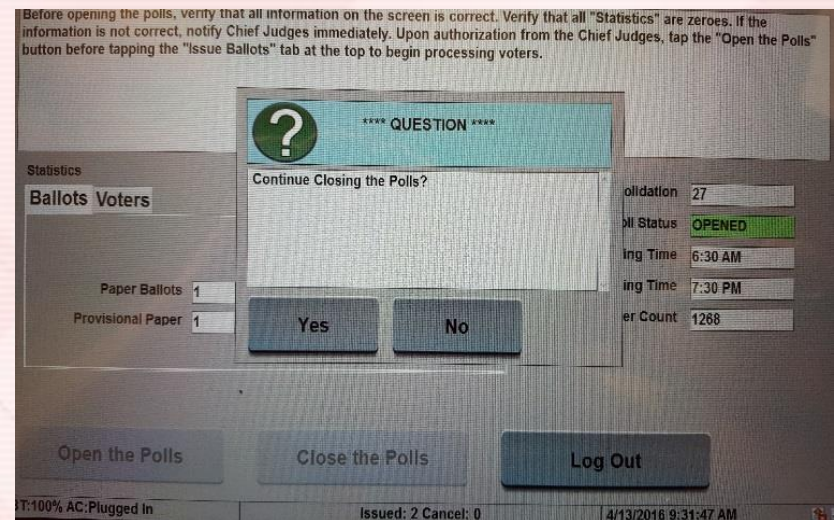 Before opening the polls, verify that all information on the screen is correct. Verify that all "Statistics" are zeroes. If the
information is not correct, notify Chief Judges immediately. Upon authorization from the Chief Judges, tap the "Open the Polls"
button before tapping the "Issue Ballots" tab at the top to begin processing voters.
**** QUESTION ****
Continue Closing the Polls?
Yes No
Statistics
Ballots Voters
Paper Ballots 1
Provisional Paper 1
olidation 27
oll Status OPENED
ing Time 6:30 AM
ing Time 7:30 PM
er Count 1268
Open the Polls Close the Polls Log Out
T:100% AC:Plugged In Issued: 2 Cancel: 0 4/13/2016 9:31:47 AM